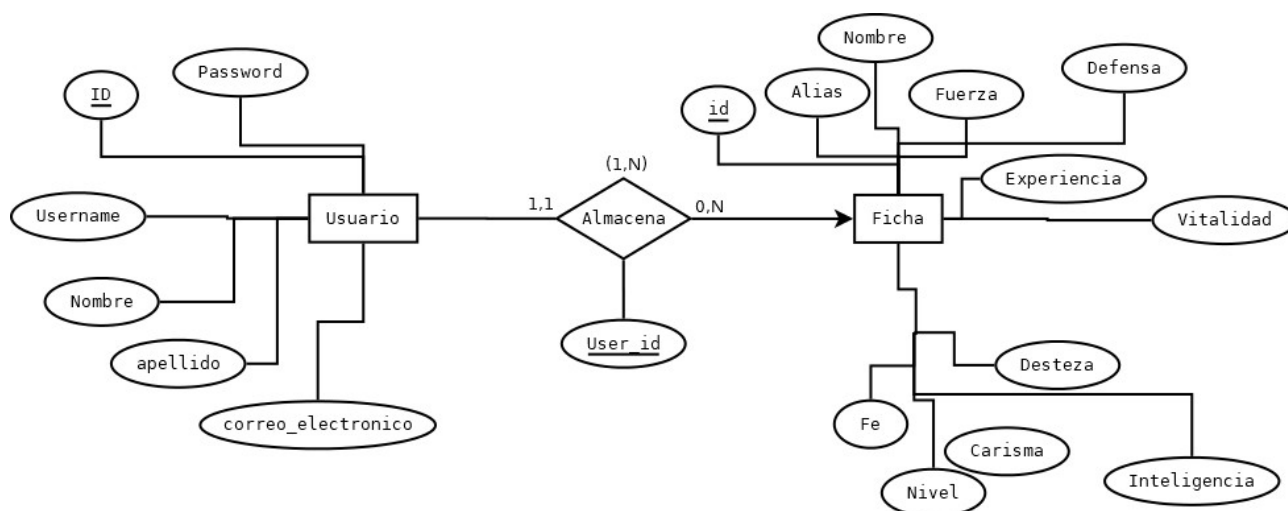 Nombre
Password
Defensa
ID
Alias
Fuerza
id
(1,N)
Experiencia
1,1
0,N
Username
Usuario
Almacena
Ficha
Vitalidad
Nombre
User_id
apellido
Desteza
correo_electronico
Fe
Carisma
Inteligencia
Nivel